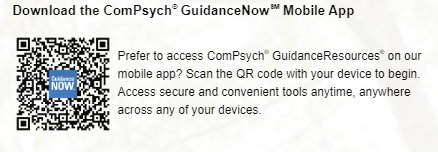 Download the ComPsych® GuidanceNow℠ Mobile App
Guidance
NOW
Prefer to access ComPsych® GuidanceResources® on our
mobile app? Scan the QR code with your device to begin.
Access secure and convenient tools anytime, anywhere
across any of your devices.